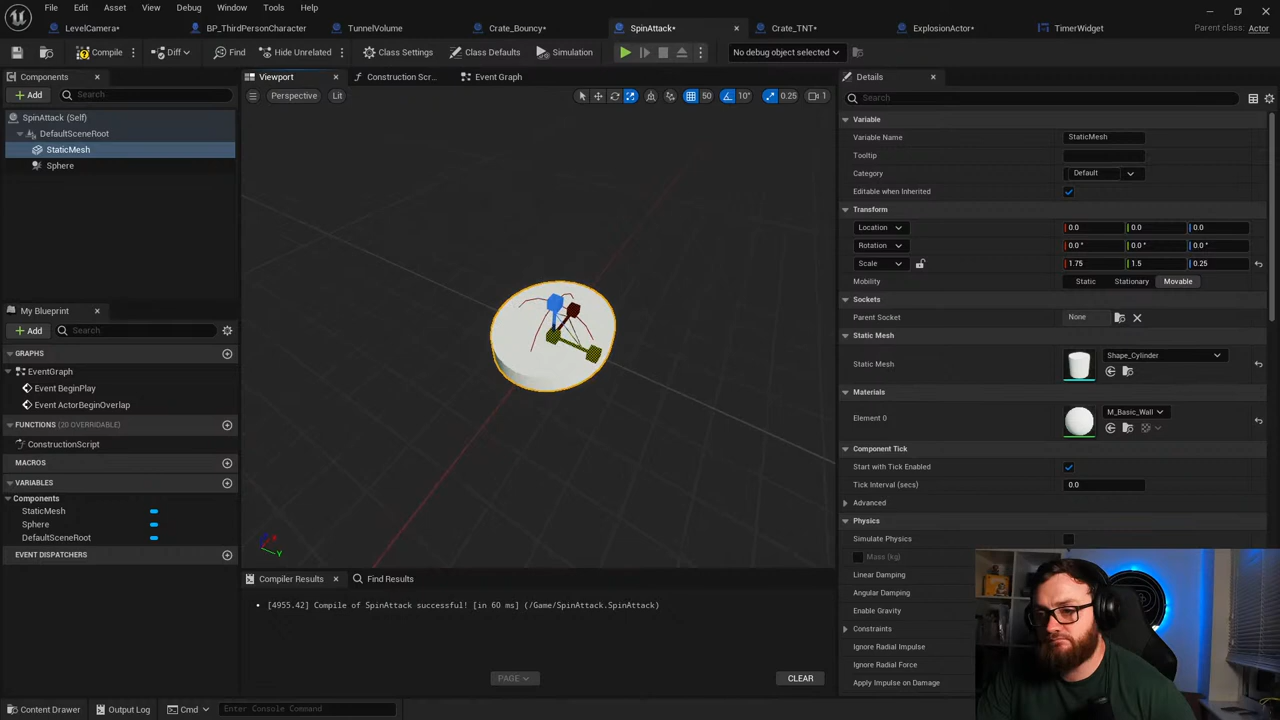 File Edit Asset View Debug Window Tools Help
LevelCamera* BP_ThirdPersonCharacter TunnelVolume Crate_Bouncy* SpinAttack* Crate_TNT* ExplosionActor* TimerWidget Parent class: Actor
Compile Diff Find Hide Unrelated Class Settings Class Defaults Simulation No debug object selected
Components Viewport Construction Scr... Event Graph Details
Add Search Perspective Lit 50 10° 0.25 1 Search
SpinAttack (Self)
DefaultSceneRoot
StaticMesh
Sphere
Variable
Variable Name StaticMesh
Tooltip
Category Default
Editable when Inherited
Transform
Location 0.0 0.0 0.0
Rotation 0.0 ° 0.0 ° 0.0 °
Scale 1.75 1.5 0.25
Mobility Static Stationary Movable
Sockets
Parent Socket None
Static Mesh
Static Mesh Shape_Cylinder
Materials
Element 0 M_Basic_Wall
Component Tick
Start with Tick Enabled
Tick Interval (secs) 0.0
Advanced
Physics
Simulate Physics
Mass (kg)
Linear Damping
Angular Damping
Enable Gravity
Constraints
Ignore Radial Impulse
Ignore Radial Force
Apply Impulse on Damage
My Blueprint
Add Search
GRAPHS
EventGraph
Event BeginPlay
Event ActorBeginOverlap
FUNCTIONS (20 OVERRIDABLE)
ConstructionScript
MACROS
VARIABLES
Components
StaticMesh
Sphere
DefaultSceneRoot
EVENT DISPATCHERS
Z
Y
Compiler Results Find Results
[4955.42] Compile of SpinAttack successful! [in 60 ms] (/Game/SpinAttack.SpinAttack)
PAGE CLEAR
Content Drawer Output Log Cmd Enter Console Command